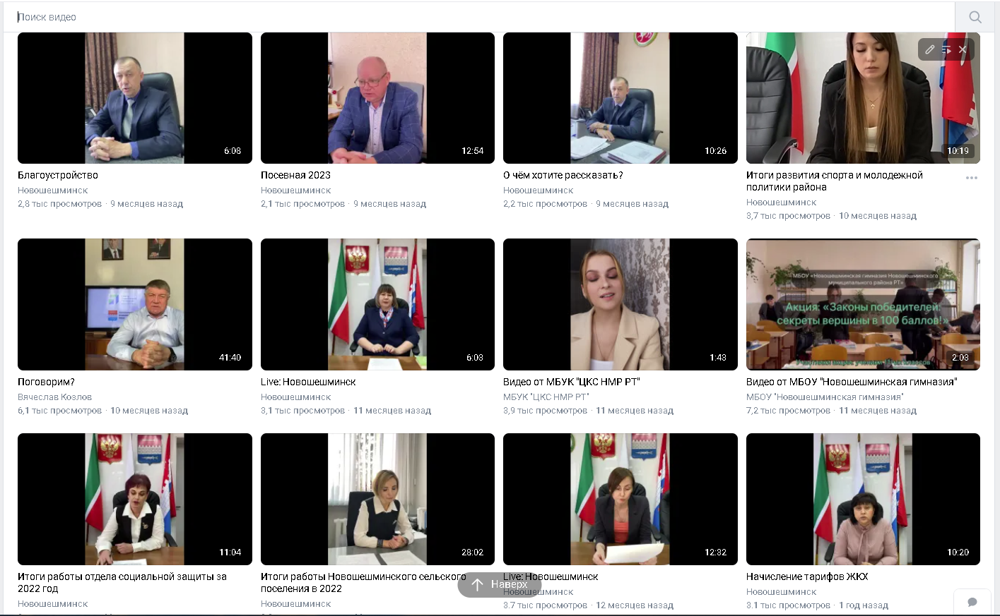 Поиск видео
6:08
12:54
10:26
10:19
Благоустройство
Новошешминск
2,8 тыс просмотров · 9 месяцев назад
Посевная 2023
Новошешминск
2,1 тыс просмотров · 9 месяцев назад
О чём хотите рассказать?
Новошешминск
2,2 тыс просмотров · 9 месяцев назад
Итоги развития спорта и молодежной
политики района
Новошешминск
3,7 тыс просмотров · 10 месяцев назад
41:40
6:03
1:43
МБОУ «Новошешминская гимназия Новошешминского
муниципального района РТ»
Акция: «Законы победителей:
секреты вершины в 100 баллов!»
2:03
Поговорим?
Вячеслав Козлов
6,1 тыс просмотров · 10 месяцев назад
Live: Новошешминск
Новошешминск
3,1 тыс просмотров · 11 месяцев назад
Видео от МБУК "ЦКС НМР РТ"
МБУК "ЦКС НМР РТ"
3,9 тыс просмотров · 11 месяцев назад
Видео от МБОУ "Новошешминская гимназия"
МБОУ "Новошешминская гимназия"
7,2 тыс просмотров · 11 месяцев назад
11:04
28:02
12:32
10:20
Итоги работы отдела социальной защиты за
2022 год
Новошешминск
Итоги работы Новошешминского сельского
поселения в 2022
Новошешминск
Наверх
Live: Новошешминск
Новошешминск
3.7 тыс просмотров · 12 месяцев назад
Начисление тарифов ЖКХ
Новошешминск
3.1 тыс просмотров · 1 год назад